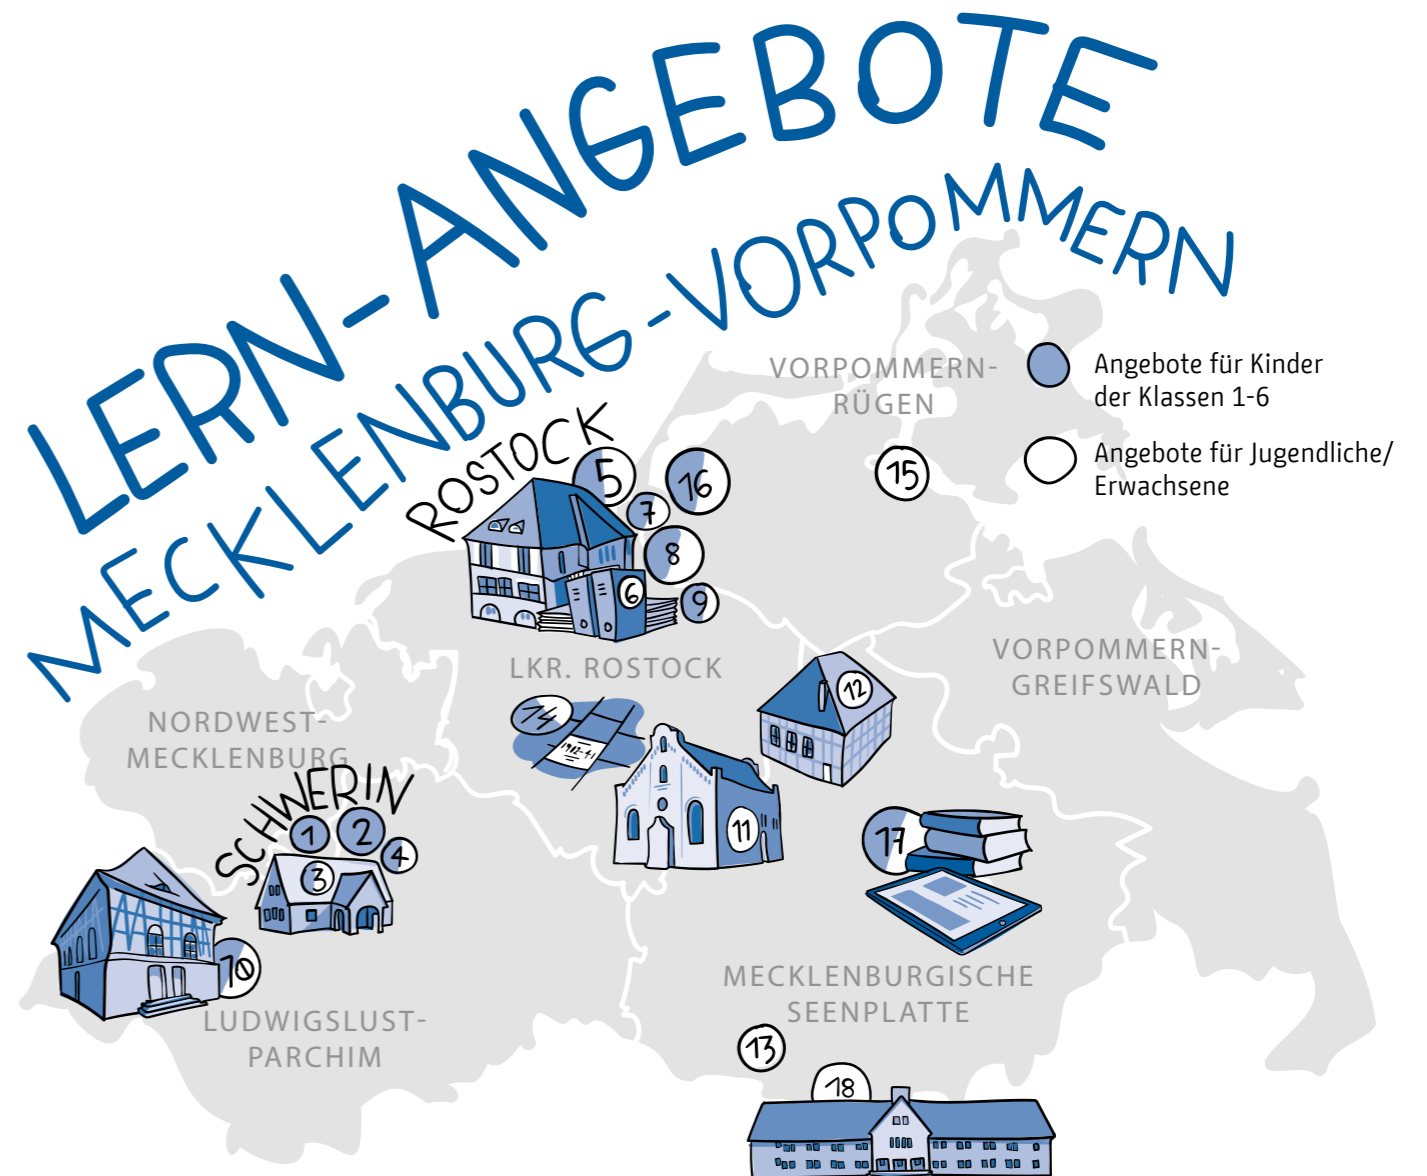 LERN-ANGEBOTE
MECKLENBURG-VORPOMMERN
VORPOMMERN-
RÜGEN
Angebote für Kinder
der Klassen 1-6
Angebote für Jugendliche/
Erwachsene
ROSTOCK
5
16
15
7
8
6
9
LKR. ROSTOCK
VORPOMMERN-
GREIFSWALD
12
14
1942-41
11
NORDWEST-
MECKLENBURG
SCHWERIN
1
2
4
3
17
10
LUDWIGSLUST-
PARCHIM
MECKLENBURGISCHE
SEENPLATTE
13
18